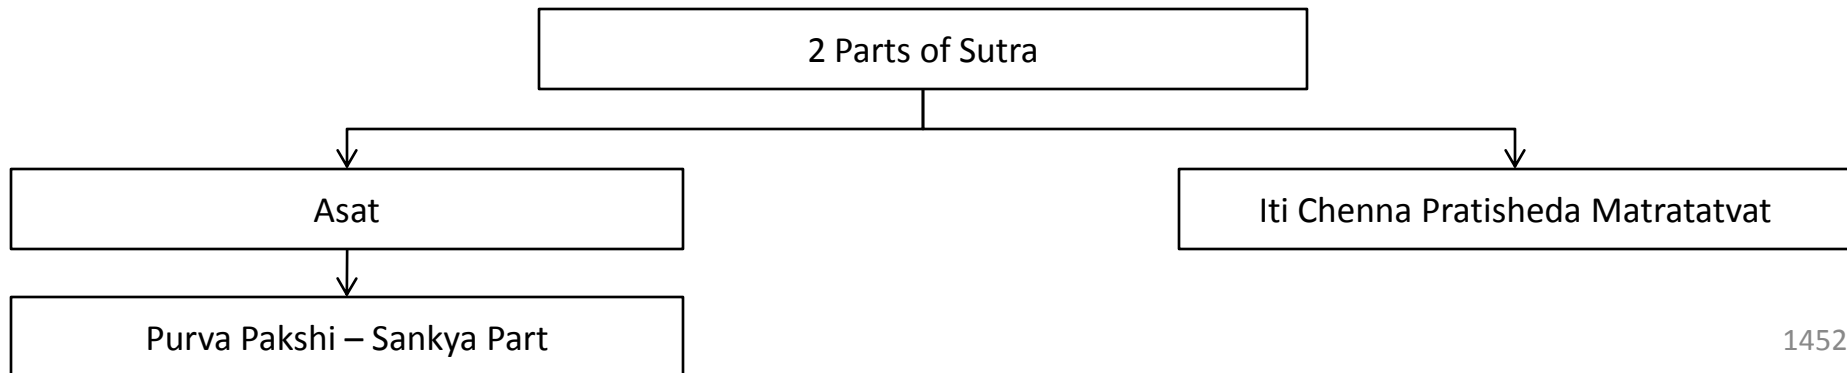 2 Parts of Sutra
Asat
Iti Chenna Pratisheda Matratatvat
Purva Pakshi – Sankya Part
1452